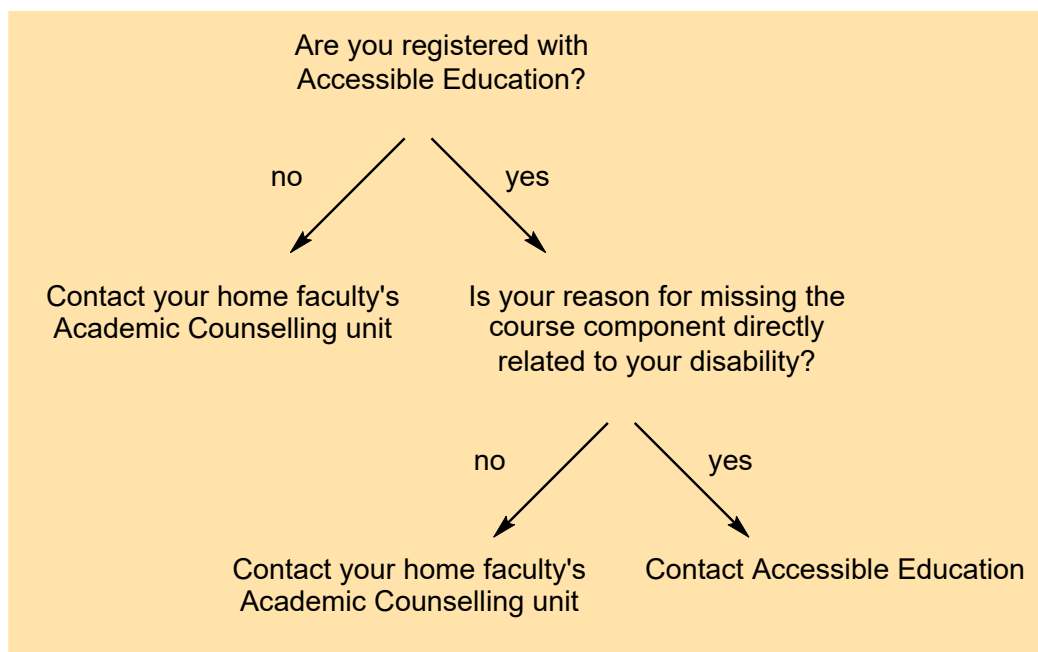 Are you registered with
Accessible Education?
no
yes
Contact your home faculty's
Academic Counselling unit
Is your reason for missing the
course component directly
related to your disability?
no
yes
Contact your home faculty's
Academic Counselling unit
Contact Accessible Education